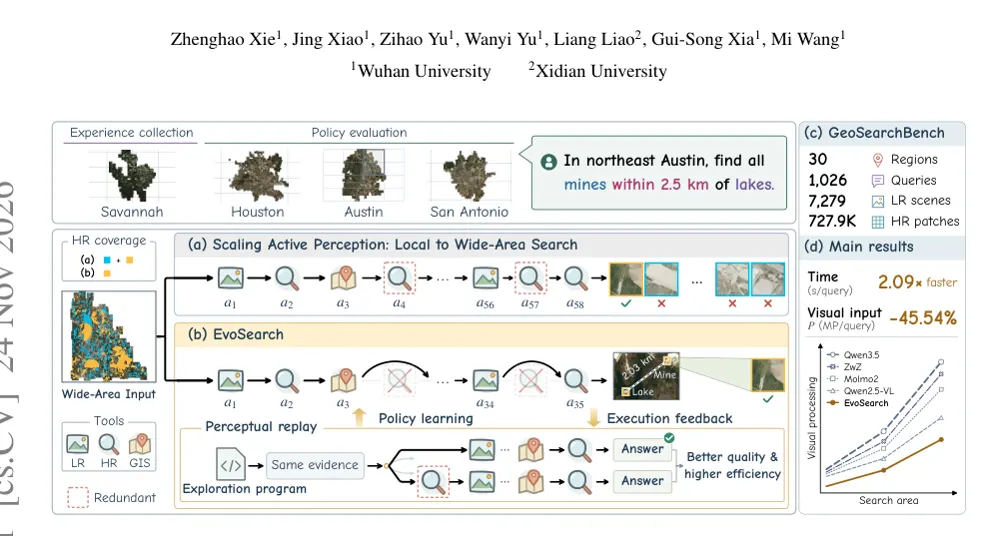 Zhenghao Xie1, Jing Xiao1, Zihao Yu1, Wanyi Yu1, Liang Liao2, Gui-Song Xia1, Mi Wang1
1Wuhan University 2Xidian University
[cs.CV] 24 Nov 2026
Experience collection
Policy evaluation
Savannah
Houston
Austin
San Antonio
In northeast Austin, find all
mines within 2.5 km of lakes.
HR coverage
(a) +
(b)
Wide-Area Input
Tools
LR HR GIS
Redundant
(a) Scaling Active Perception: Local to Wide-Area Search
a1 a2 a3 a4 ... a56 a57 a58 ...
(b) EvoSearch
a1 a2 a3 ... a34 a35
2.03 km
Mine
Lake
Policy learning
Execution feedback
Perceptual replay
</>
Exploration program
Same evidence
... Answer
... Answer
Better quality &
higher efficiency
(c) GeoSearchBench
30 Regions
1,026 Queries
7,279 LR scenes
727.9K HR patches
(d) Main results
Time
(s/query)
2.09× faster
Visual input
P (MP/query)
-45.54%
Qwen3.5
ZwZ
Molmo2
Qwen2.5-VL
EvoSearch
Visual processing
Search area